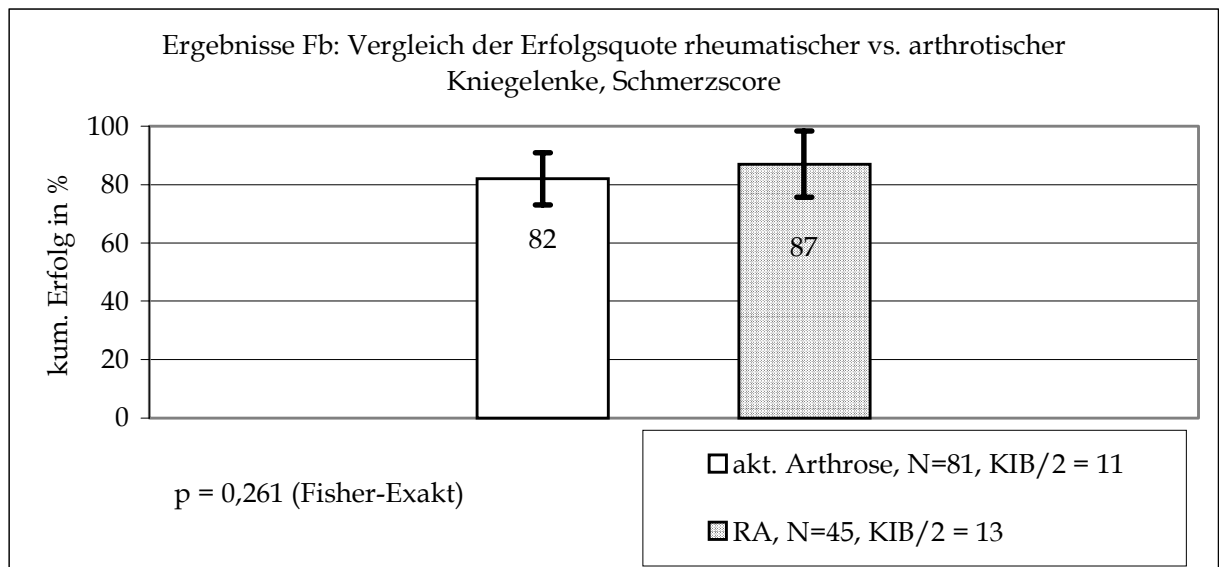 Ergebnisse Fb: Vergleich der Erfolgsquote rheumatischer vs. arthrotischer
Kniegelenke, Schmerzscore
kum. Erfolg in %
100
80
60
40
20
0
82
87
p = 0,261 (Fisher-Exakt)
akt. Arthrose, N=81, KIB/2 = 11
RA, N=45, KIB/2 = 13